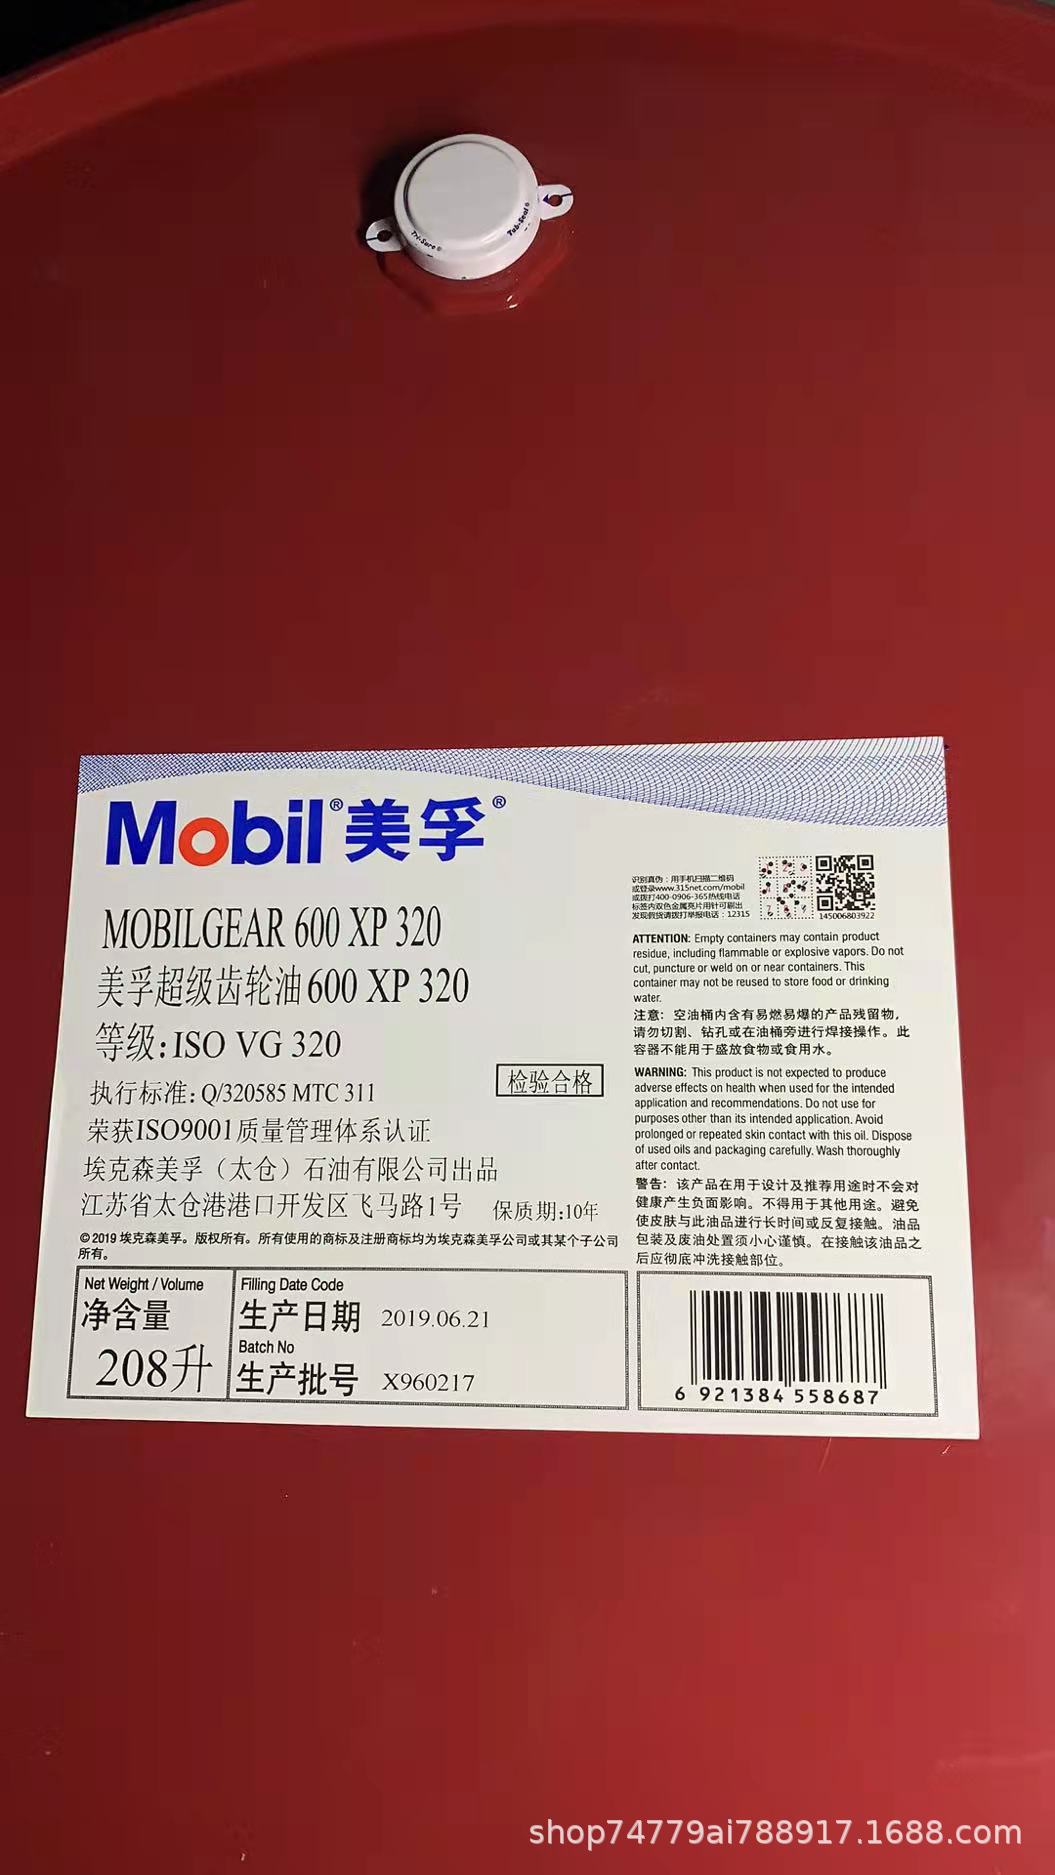 Tri-Sure®
Tab-Seal®
Mobil®美孚®
MOBILGEAR 600 XP 320
美孚超级齿轮油600 XP 320
等级:ISO VG 320
执行标准: Q/320585 MTC 311
检验合格
荣获ISO9001质量管理体系认证
埃克森美孚（太仓）石油有限公司出品
江苏省太仓港港口开发区飞马路1号
保质期:10年
©2019 埃克森美孚。版权所有。所有使用的商标及注册商标均为埃克森美孚公司或其某个子公司
所有。
Net Weight / Volume
净含量
208升
Filling Date Code
生产日期 2019.06.21
Batch No
生产批号 X960217
识别真伪：用手机扫描二维码
或登录www.315net.com/mobil
或拨打400-0906-365热线电话
标签内双色金属亮片用针可剔出
发现假货请拨打举报电话：12315
145006803922
ATTENTION: Empty containers may contain product
residue, including flammable or explosive vapors. Do not
cut, puncture or weld on or near containers. This
container may not be reused to store food or drinking
water.
注意：空油桶内含有易燃易爆的产品残留物，
请勿切割、钻孔或在油桶旁进行焊接操作。此
容器不能用于盛放食物或食用水。
WARNING: This product is not expected to produce
adverse effects on health when used for the intended
application and recommendations. Do not use for
purposes other than its intended application. Avoid
prolonged or repeated skin contact with this oil. Dispose
of used oils and packaging carefully. Wash thoroughly
after contact.
警告：该产品在用于设计及推荐用途时不会对
健康产生负面影响。不得用于其他用途。避免
使皮肤与此油品进行长时间或反复接触。油品
包装及废油处置须小心谨慎。在接触该油品之
后应彻底冲洗接触部位。
6 921384 558687
shop74779ai788917.1688.com